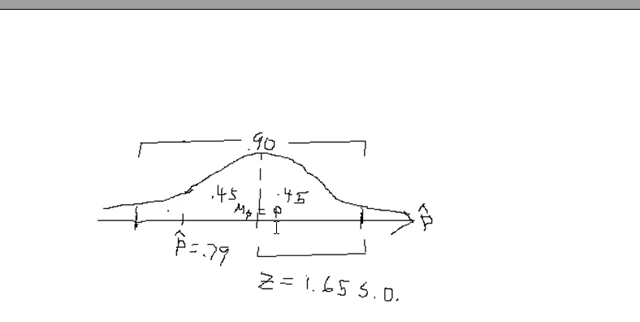 .90
.45 .45
μp̂ = p
p̂
p̂ = .79
Z = 1.65 S.D.